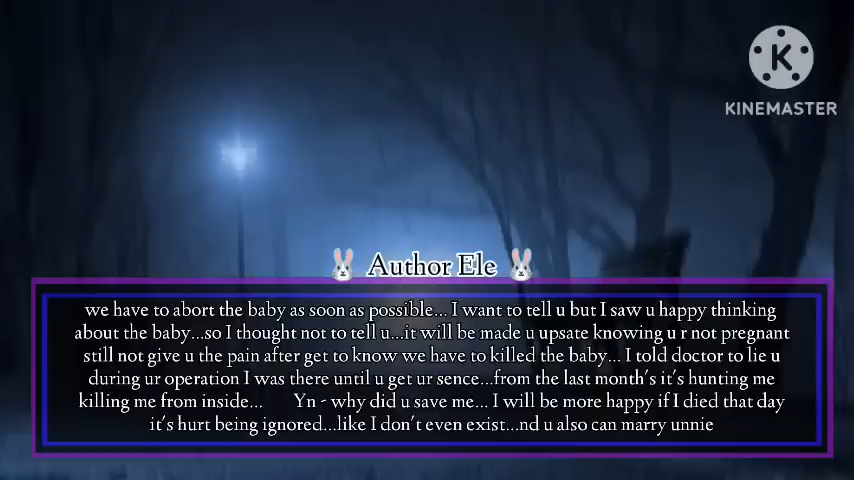 K
KINEMASTER
🐰 Author Ele 🐰
we have to abort the baby as soon as possible... I want to tell u but I saw u happy thinking
about the baby...so I thought not to tell u...it will be made u upsate knowing u r not pregnant
still not give u the pain after get to know we have to killed the baby... I told doctor to lie u
during ur operation I was there until u get ur sence...from the last month's it's hunting me
killing me from inside... Yn - why did u save me... I will be more happy if I died that day
it's hurt being ignored...like I don't even exist...nd u also can marry unnie